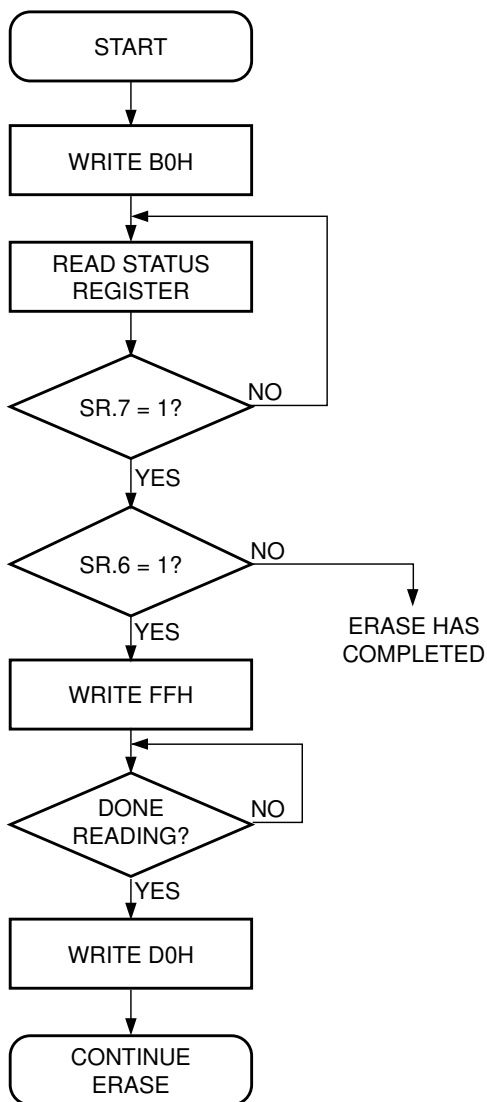 START
WRITE B0H
READ STATUS
REGISTER
SR.7 = 1?
NO
YES
SR.6 = 1?
NO
YES
ERASE HAS
COMPLETED
WRITE FFH
DONE
READING?
NO
YES
WRITE D0H
CONTINUE
ERASE